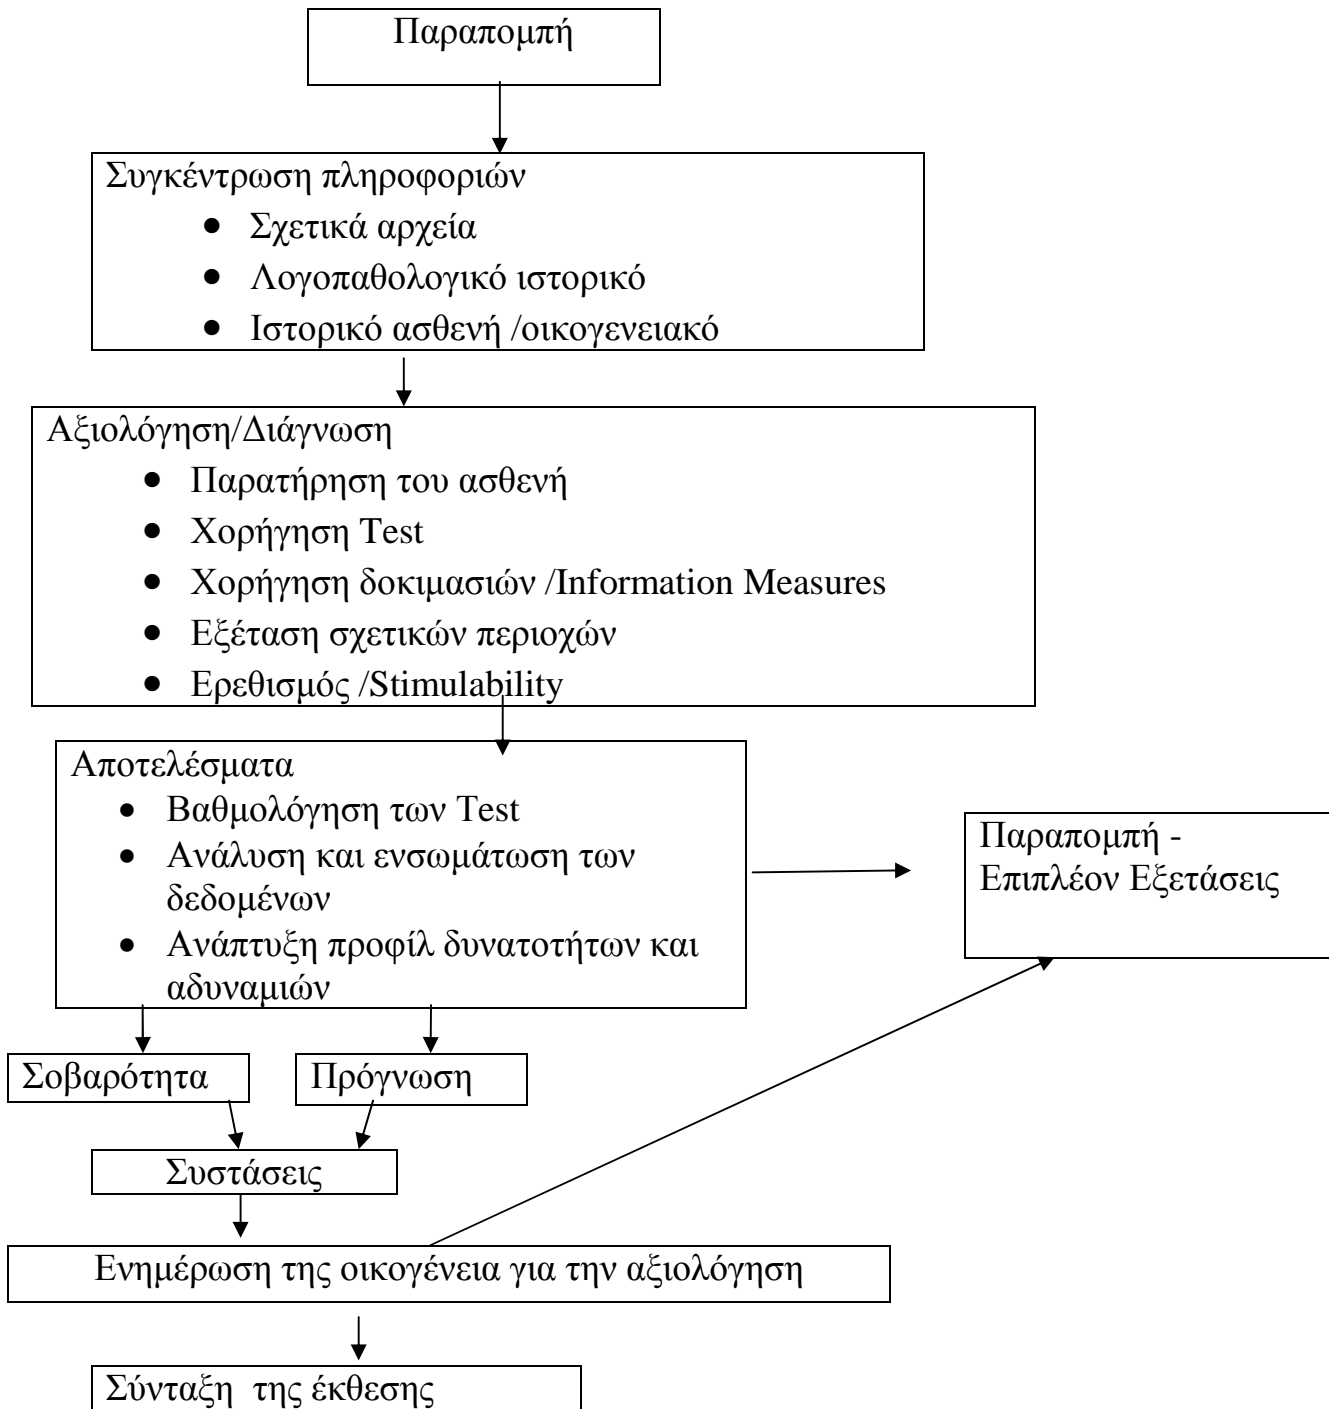 Παραπομπή
Συγκέντρωση πληροφοριών
• Σχετικά αρχεία
• Λογοπαθολογικό ιστορικό
• Ιστορικό ασθενή /οικογενειακό
Αξιολόγηση/Διάγνωση
• Παρατήρηση του ασθενή
• Χορήγηση Test
• Χορήγηση δοκιμασιών /Information Measures
• Εξέταση σχετικών περιοχών
• Ερεθισμός /Stimulability
Αποτελέσματα
• Βαθμολόγηση των Test
• Ανάλυση και ενσωμάτωση των
δεδομένων
• Ανάπτυξη προφίλ δυνατοτήτων και
αδυναμιών
Παραπομπή -
Επιπλέον Εξετάσεις
Σοβαρότητα
Πρόγνωση
Συστάσεις
Ενημέρωση της οικογένεια για την αξιολόγηση
Σύνταξη της έκθεσης